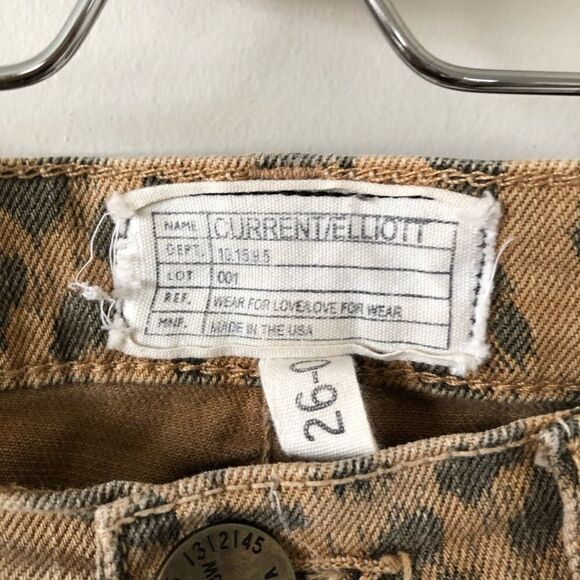 NAME CURRENT/ELLIOTT
DEPT. 10.15.9.5
LOT 001
REF. WEAR FOR LOVE/LOVE FOR WEAR
MNF. MADE IN THE USA
26-0
1312145